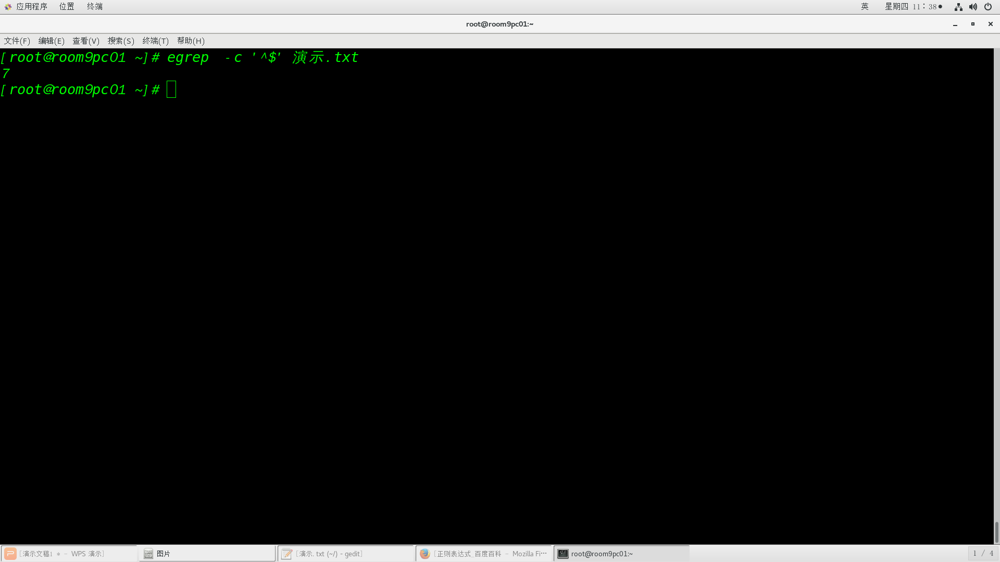 应用程序 位置 终端 英 星期四 11:38●
root@room9pc01:~
文件(F) 编辑(E) 查看(V) 搜索(S) 终端(T) 帮助(H)
[root@room9pc01 ~]# egrep  -c '^$' 演示.txt
7
[root@room9pc01 ~]#
[演示文稿1 * - WPS 演示] 图片 [演示.txt (~/) - gedit] [正则表达式_百度百科 - Mozilla Fi… root@room9pc01:~ 1 / 4